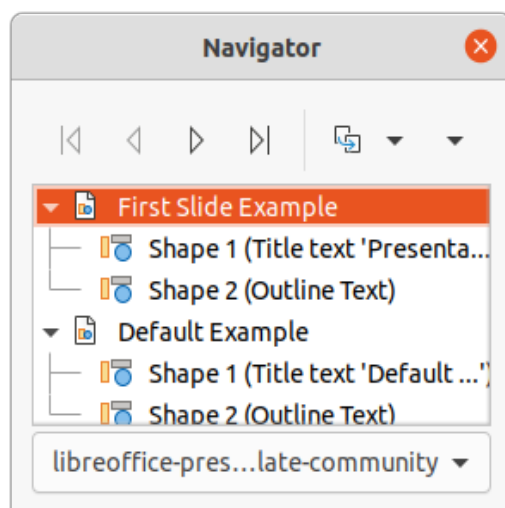 Navigator
First Slide Example
Shape 1 (Title text 'Presenta...
Shape 2 (Outline Text)
Default Example
Shape 1 (Title text 'Default ...')
Shape 2 (Outline Text)
libreoffice-pres...late-community